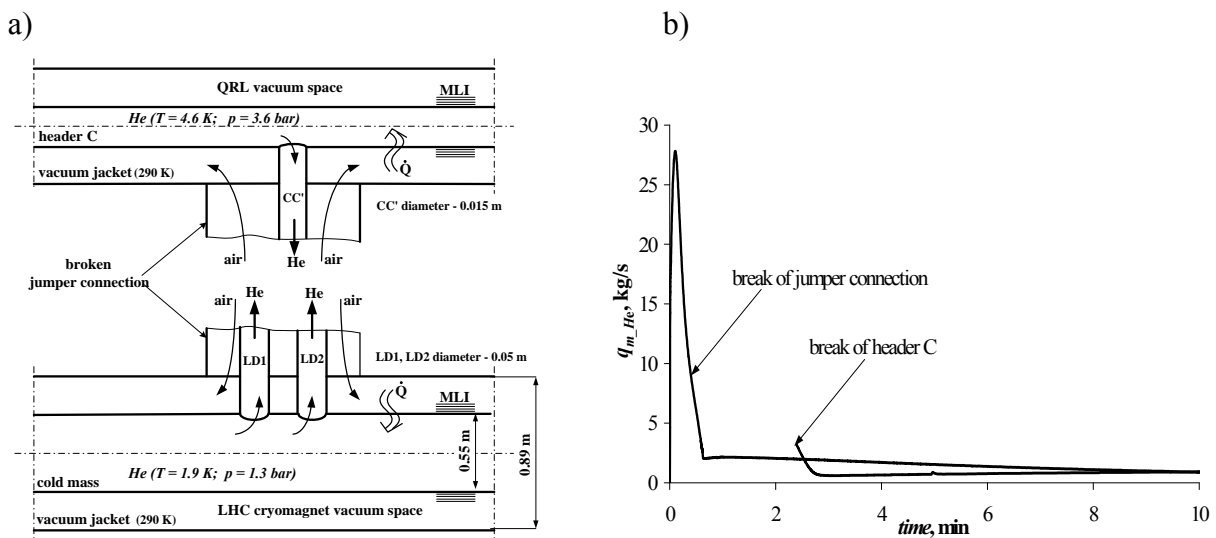 a)
QRL vacuum space
MLI
He (T = 4.6 K; p = 3.6 bar)
header C
Q̇
vacuum jacket (290 K)
CC'
CC' diameter - 0.015 m
air
He
air
broken
jumper connection
He
He
air
air
LD1
LD2
LD1, LD2 diameter - 0.05 m
Q̇
MLI
0.55 m
0.89 m
He (T = 1.9 K; p = 1.3 bar)
cold mass
LHC cryomagnet vacuum space
vacuum jacket (290 K)
b)
q_m_He, kg/s
30
25
20
15
10
5
0
break of jumper connection
break of header C
0
2
4
6
8
10
time, min